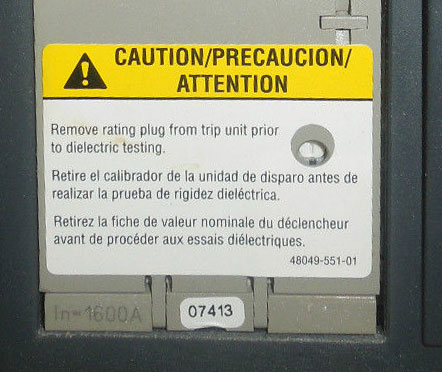 CAUTION/PRECAUCION/
ATTENTION
Remove rating plug from trip unit prior
to dielectric testing.
Retire el calibrador de la unidad de disparo antes de
realizar la prueba de rigidez dieléctrica.
Retirez la fiche de valeur nominale du déclencheur
avant de procéder aux essais diélectriques.
48049-551-01
In=1600A
07413